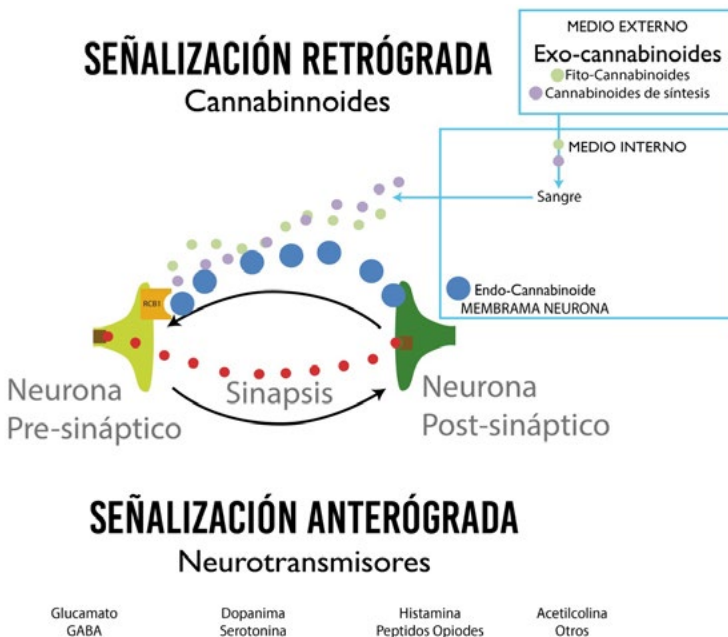 SEÑALIZACIÓN RETRÓGRADA
Cannabinnoides
MEDIO EXTERNO
Exo-cannabinoides
Fito-Cannabinoides
Cannabinoides de síntesis
MEDIO INTERNO
Sangre
Endo-Cannabinoide
MEMBRAMA NEURONA
RCB1
Neurona
Pre-sináptico
Sinapsis
Neurona
Post-sináptico
SEÑALIZACIÓN ANTERÓGRADA
Neurotransmisores
Glucamato
GABA
Dopanima
Serotonina
Histamina
Peptidos Opiodes
Acetilcolina
Otros